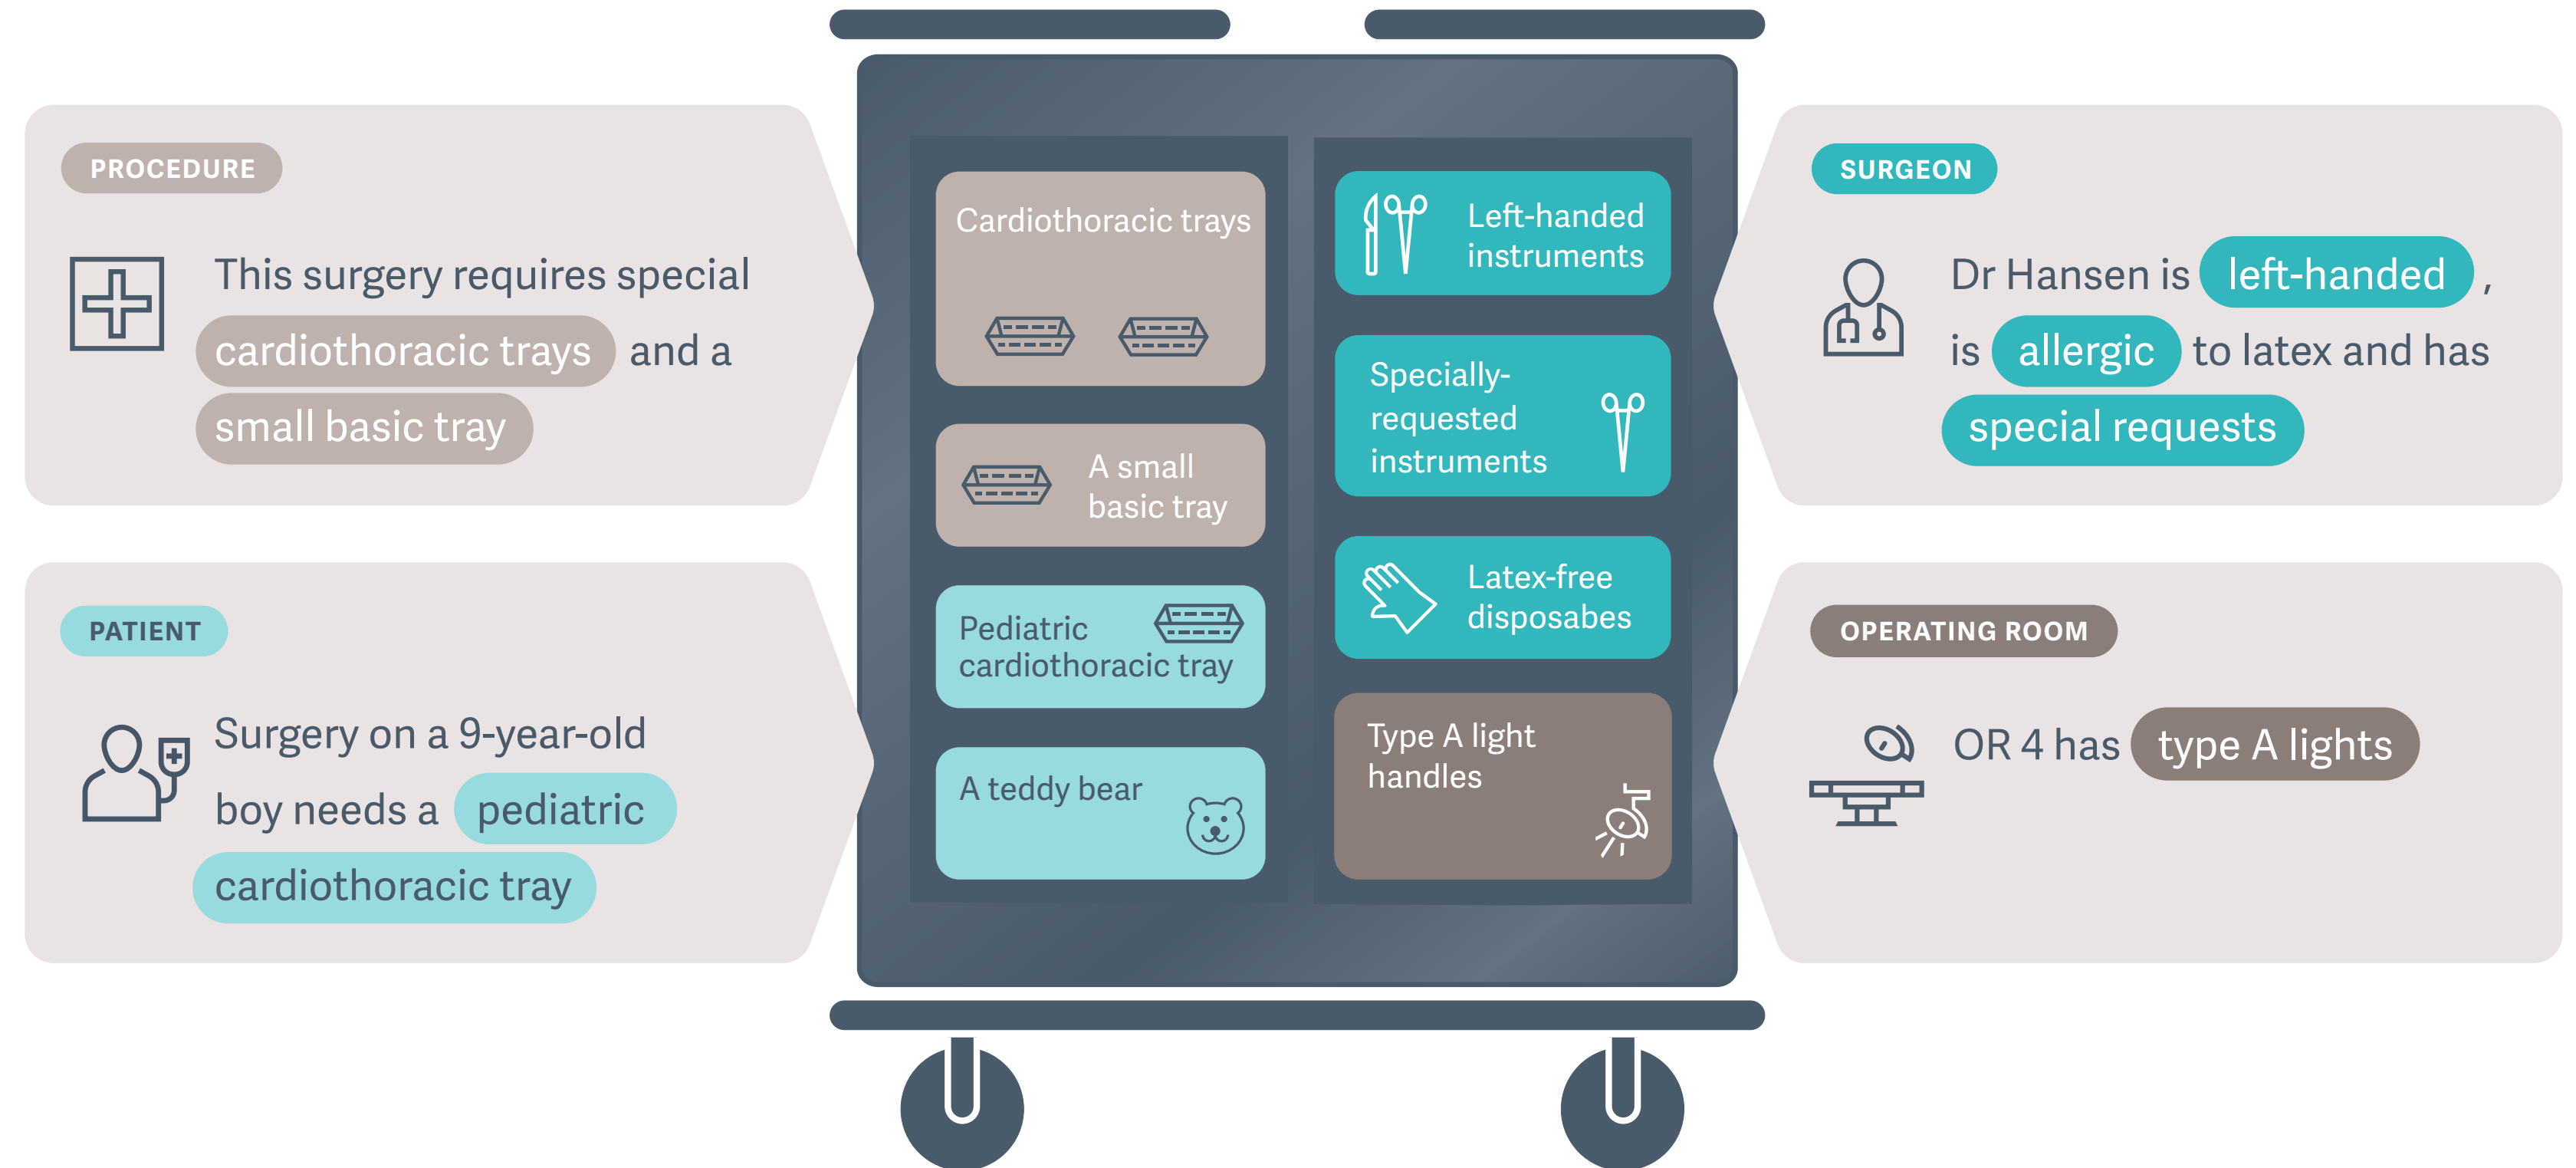 PROCEDURE
This surgery requires special
cardiothoracic trays and a
small basic tray
PATIENT
Surgery on a 9-year-old
boy needs a pediatric
cardiothoracic tray
Cardiothoracic trays
A small
basic tray
Pediatric
cardiothoracic tray
A teddy bear
Left-handed
instruments
Specially-
requested
instruments
Latex-free
disposabes
Type A light
handles
SURGEON
Dr Hansen is left-handed ,
is allergic to latex and has
special requests
OPERATING ROOM
OR 4 has type A lights